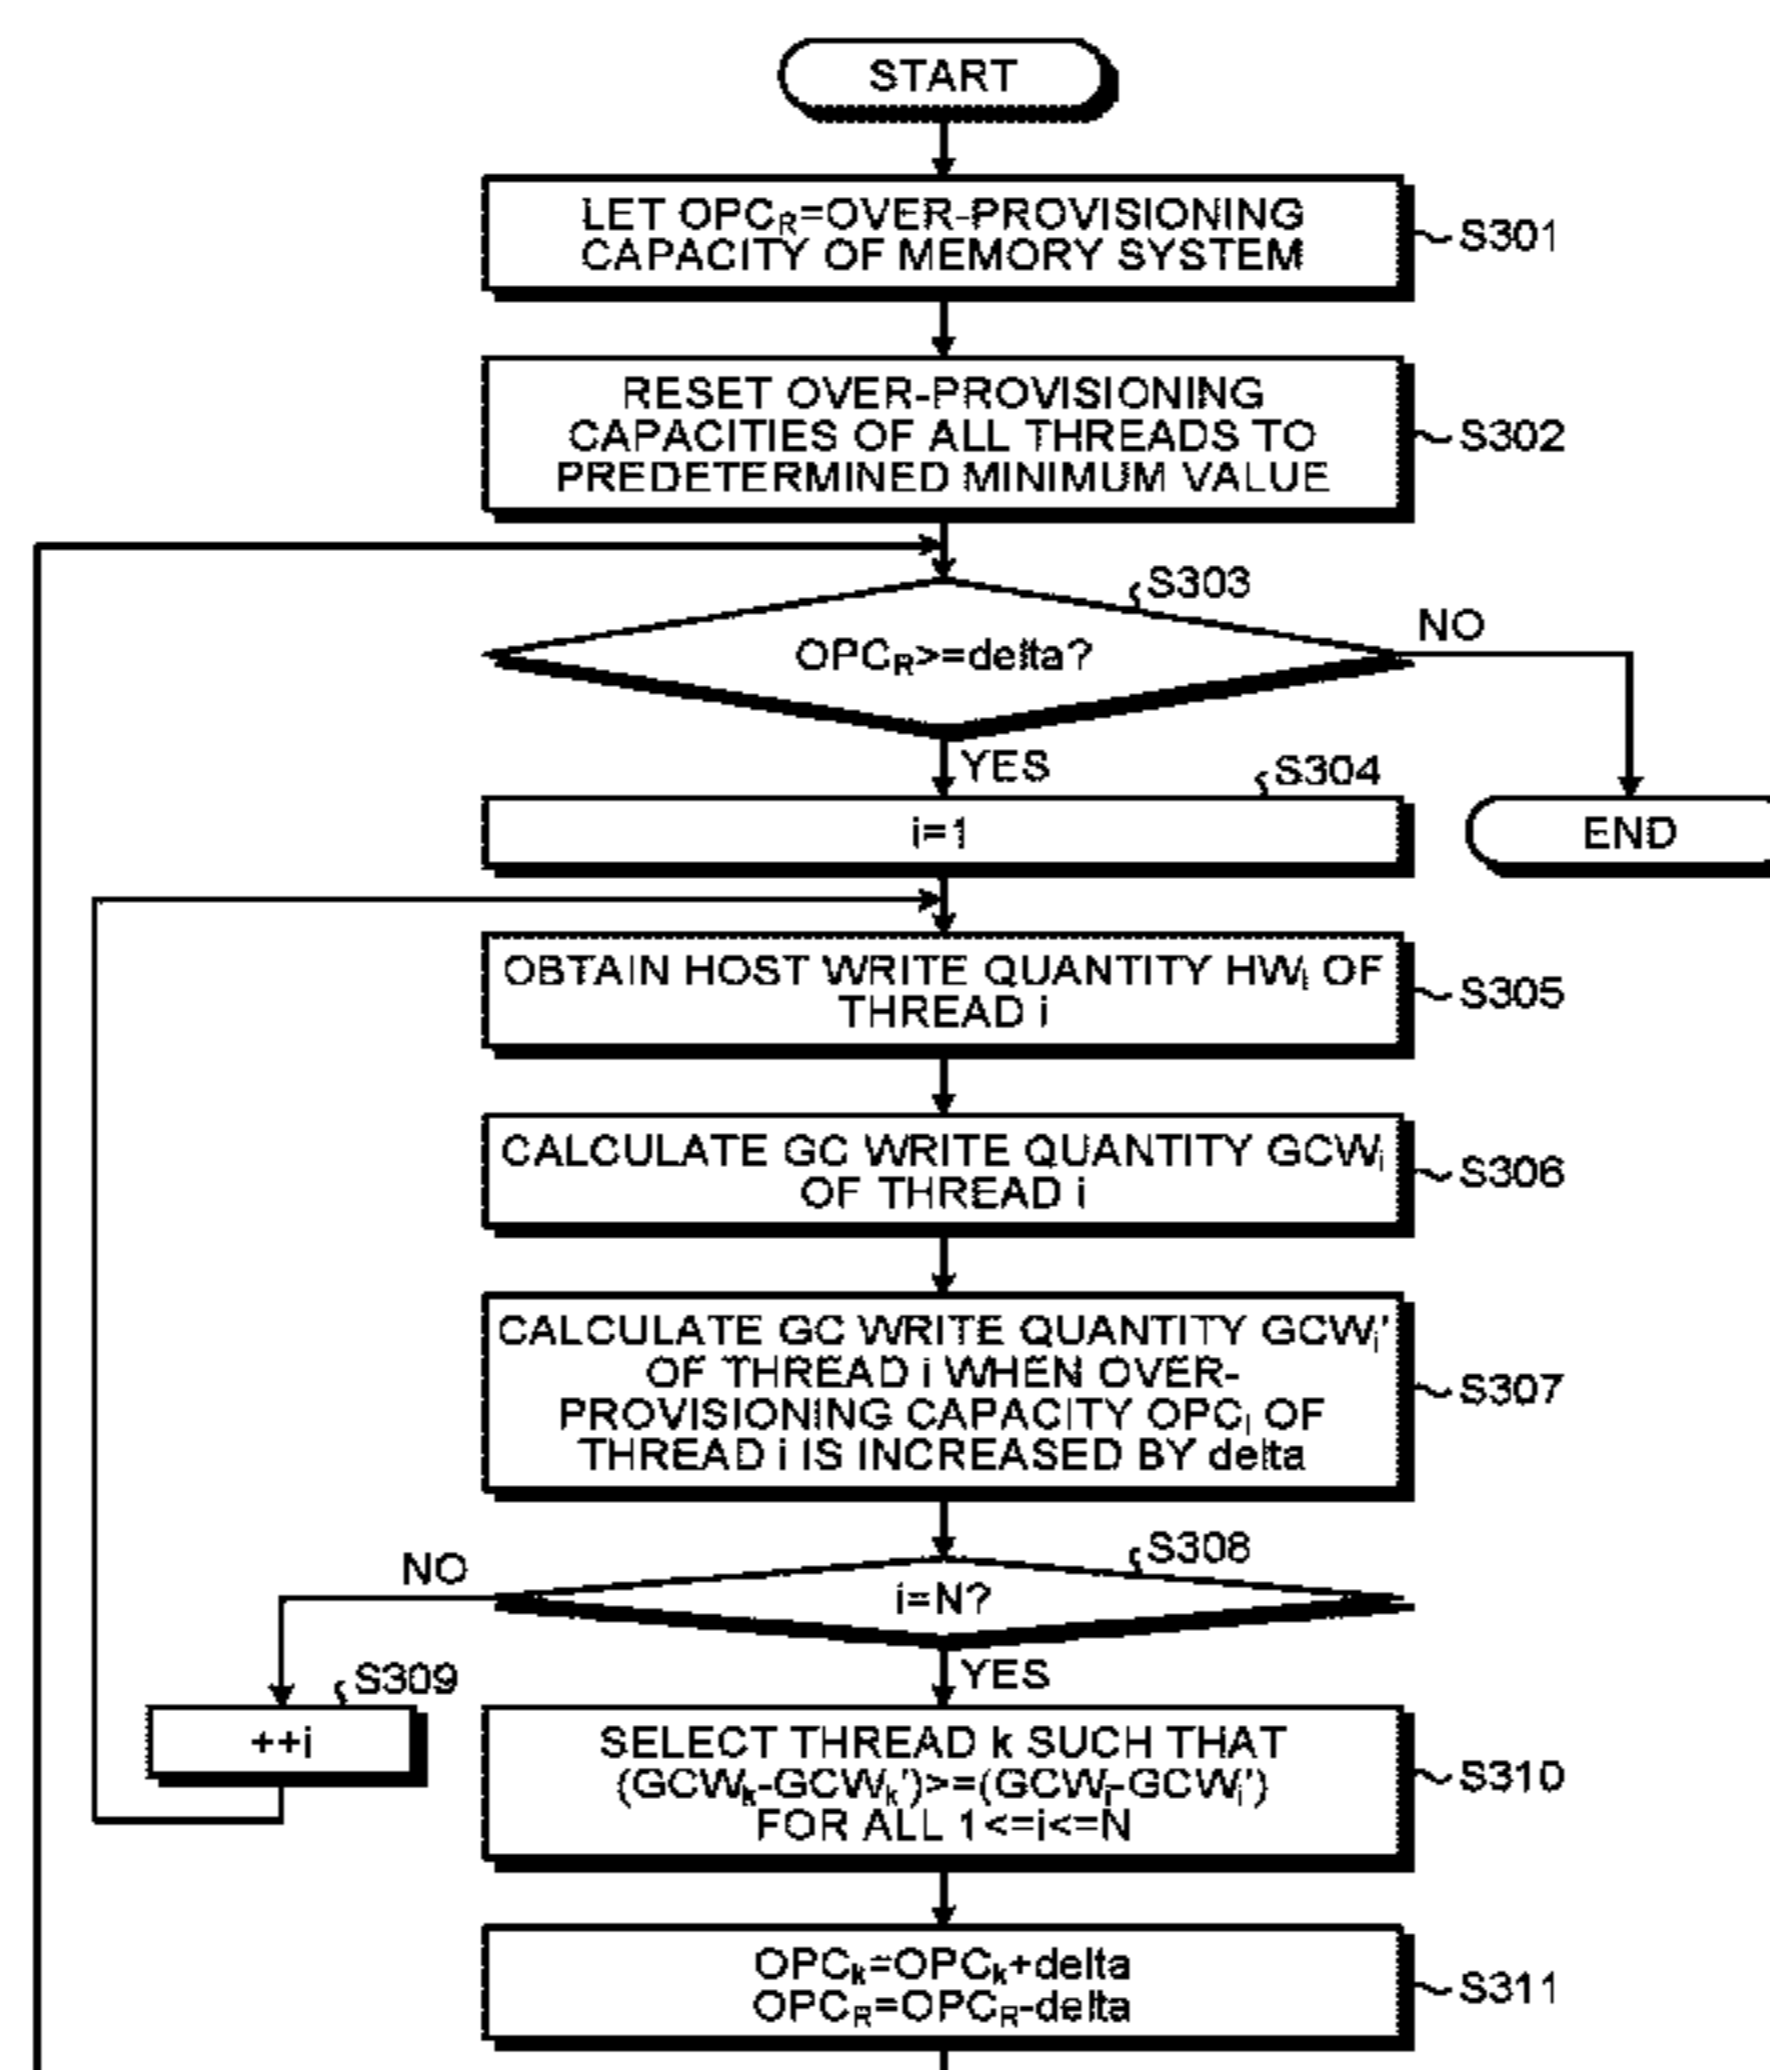 START
LET OPCR=OVER-PROVISIONING
CAPACITY OF MEMORY SYSTEM
S301
RESET OVER-PROVISIONING
CAPACITIES OF ALL THREADS TO
PREDETERMINED MINIMUM VALUE
S302
S303
OPCR>=delta?
NO
YES
S304
i=1
END
OBTAIN HOST WRITE QUANTITY HWi OF
THREAD i
S305
CALCULATE GC WRITE QUANTITY GCWi
OF THREAD i
S306
CALCULATE GC WRITE QUANTITY GCWi'
OF THREAD i WHEN OVER-
PROVISIONING CAPACITY OPCi OF
THREAD i IS INCREASED BY delta
S307
S308
i=N?
NO
YES
S309
++i
SELECT THREAD k SUCH THAT
(GCWk-GCWk')>=(GCWi-GCWi')
FOR ALL 1<=i<=N
S310
OPCk=OPCk+delta
OPCR=OPCR-delta
S311